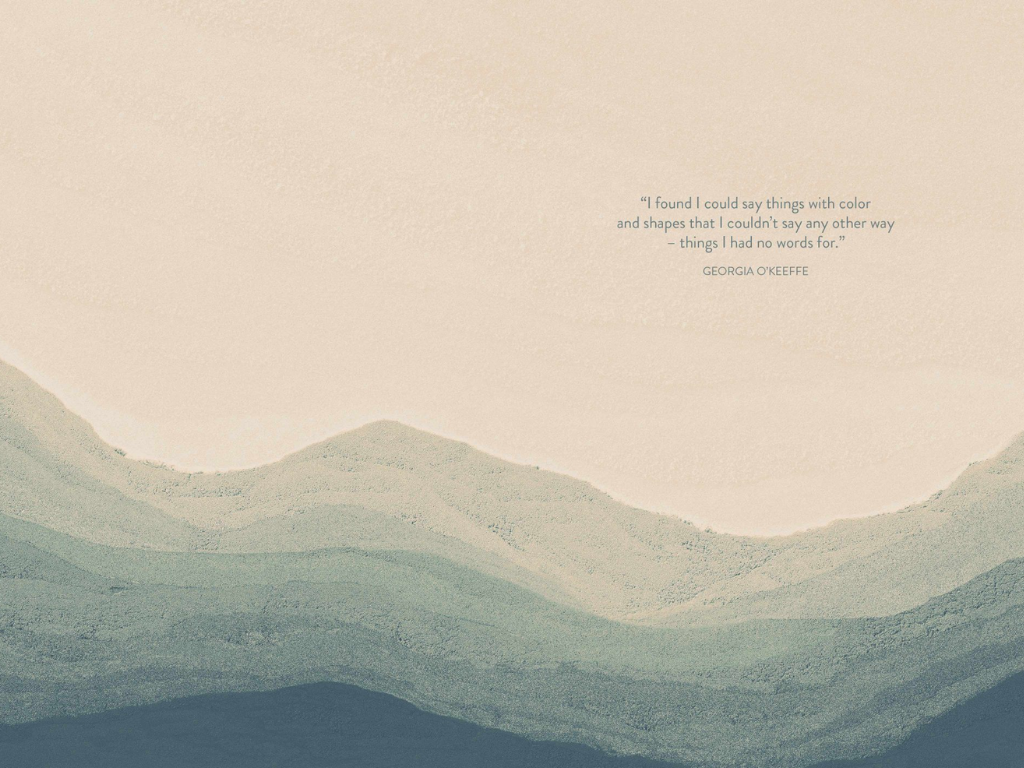 “I found I could say things with color
and shapes that I couldn’t say any other way
– things I had no words for.”
GEORGIA O’KEEFFE